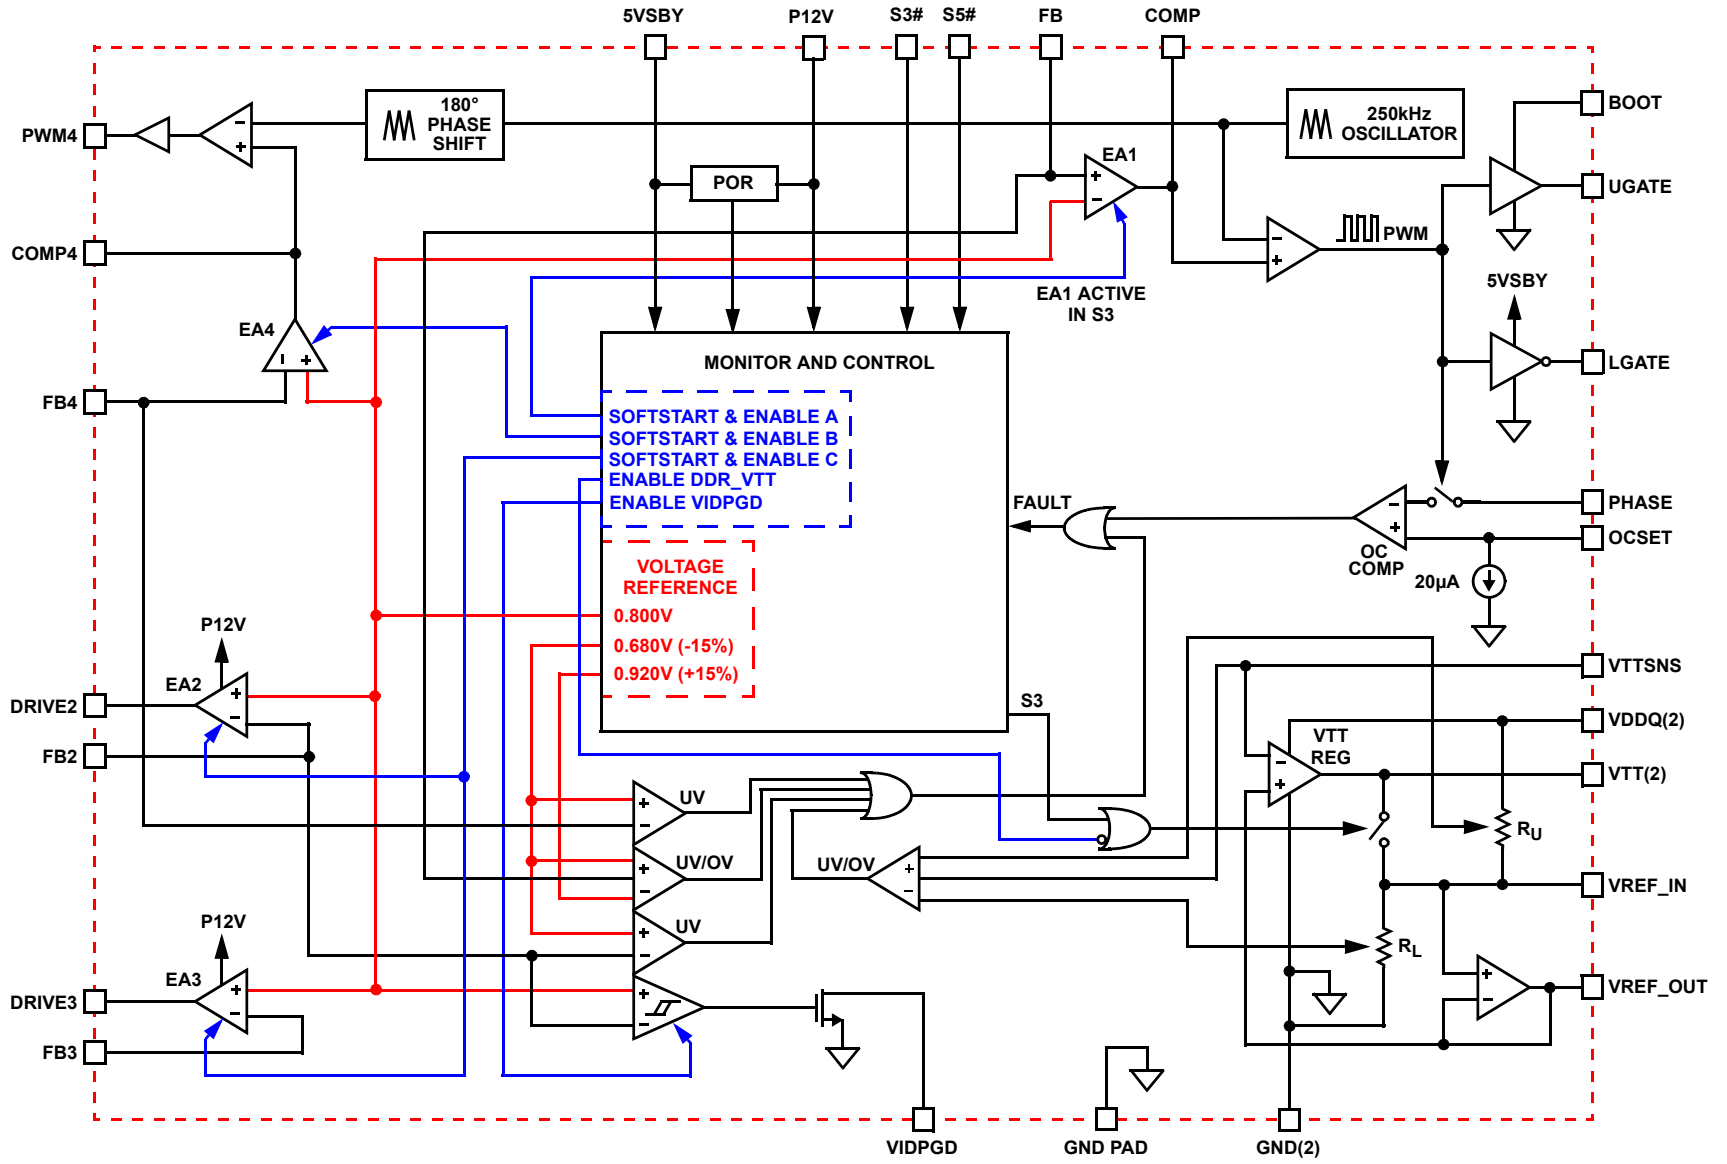 5VSBY P12V S3# S5# FB COMP
BOOT
180°
PHASE
SHIFT
250kHz
OSCILLATOR
PWM4
EA1
POR
UGATE
PWM
COMP4
5VSBY
EA1 ACTIVE
IN S3
EA4
MONITOR AND CONTROL
LGATE
FB4
SOFTSTART & ENABLE A
SOFTSTART & ENABLE B
SOFTSTART & ENABLE C
ENABLE DDR_VTT
ENABLE VIDPGD
FAULT
PHASE
OCSET
OC
COMP
20µA
VOLTAGE
REFERENCE
0.800V
0.680V (-15%)
0.920V (+15%)
P12V
EA2
DRIVE2
FB2
S3
VTTSNS
VDDQ(2)
VTT
REG
VTT(2)
UV
RU
UV/OV
UV/OV
VREF_IN
UV
P12V
RL
EA3
DRIVE3
VREF_OUT
FB3
VIDPGD
GND PAD
GND(2)